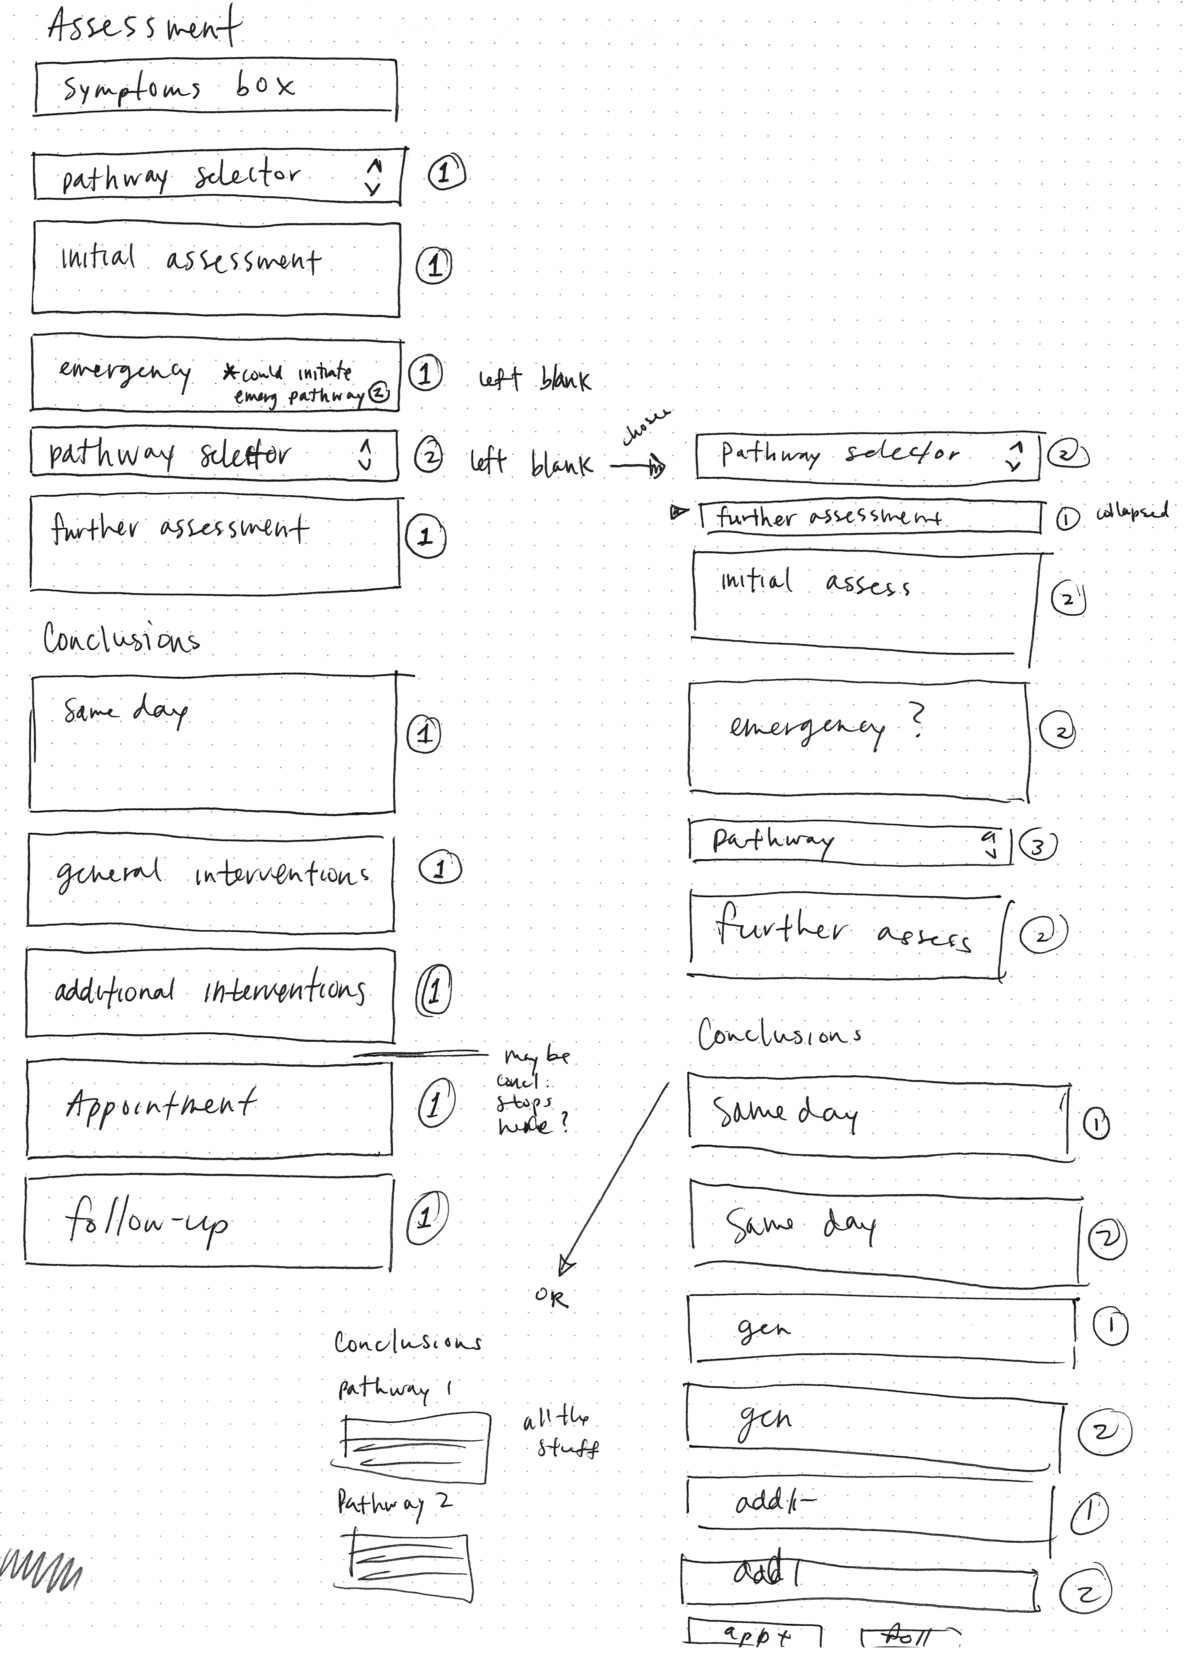 Assessment
symptoms box
pathway selector 1
initial assessment 1
emergency *could initiate 1 left blank
emerg pathway 2
pathway selector 2 left blank
further assessment 1
Conclusions
same day 1
general interventions 1
additional interventions 1
maybe
concl.
stops
here?
Appointment 1
follow-up 1
chosen
Pathway selector 2
further assessment 1 collapsed
initial assess 2
emergency? 2
Pathway 3
further assess 2
Conclusions
same day 1
same day 2
gen 1
gen 2
add'l 1
add'l 2
appt foll
OR
Conclusions
pathway 1
all the
stuff
Pathway 2